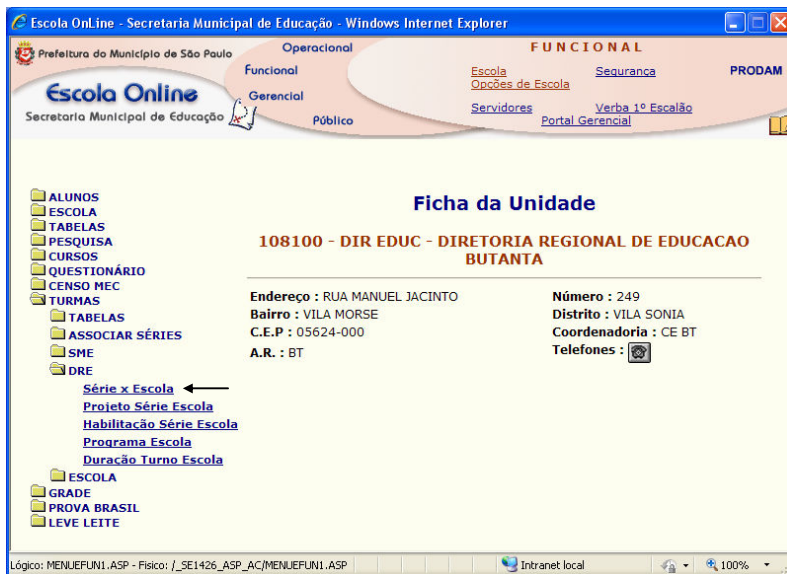 Escola OnLine - Secretaria Municipal de Educação - Windows Internet Explorer
Prefeitura do Município de São Paulo
Escola Online
Secretaria Municipal de Educação
Operacional
Funcional
Gerencial
Público
FUNCIONAL
Escola Segurança PRODAM
Opções de Escola
Servidores Verba 1º Escalão
Portal Gerencial
ALUNOS
ESCOLA
TABELAS
PESQUISA
CURSOS
QUESTIONÁRIO
CENSO MEC
TURMAS
TABELAS
ASSOCIAR SÉRIES
SME
DRE
Série x Escola
Projeto Série Escola
Habilitação Série Escola
Programa Escola
Duração Turno Escola
ESCOLA
GRADE
PROVA BRASIL
LEVE LEITE
Ficha da Unidade
108100 - DIR EDUC - DIRETORIA REGIONAL DE EDUCACAO
BUTANTA
Endereço : RUA MANUEL JACINTO Número : 249
Bairro : VILA MORSE Distrito : VILA SONIA
C.E.P : 05624-000 Coordenadoria : CE BT
A.R. : BT Telefones :
Lógico: MENUEFUN1.ASP - Fisico: /_SE1426_ASP_AC/MENUEFUN1.ASP Intranet local 100%